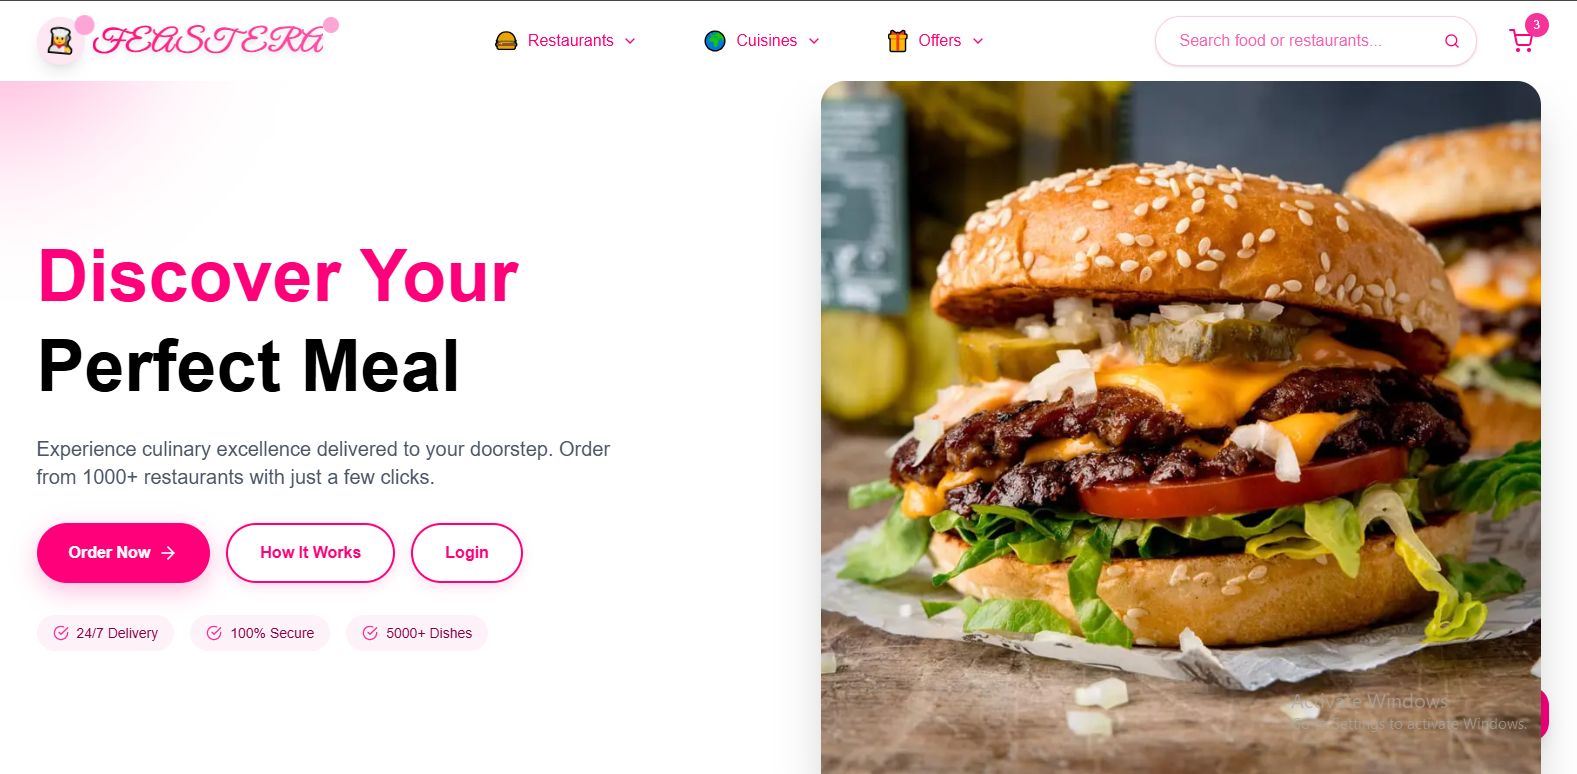 FEASTERA
Restaurants
Cuisines
Offers
Search food or restaurants...
3
Discover Your
Perfect Meal
Experience culinary excellence delivered to your doorstep. Order
from 1000+ restaurants with just a few clicks.
Order Now
How It Works
Login
24/7 Delivery
100% Secure
5000+ Dishes
Activate Windows
Go to Settings to activate Windows.